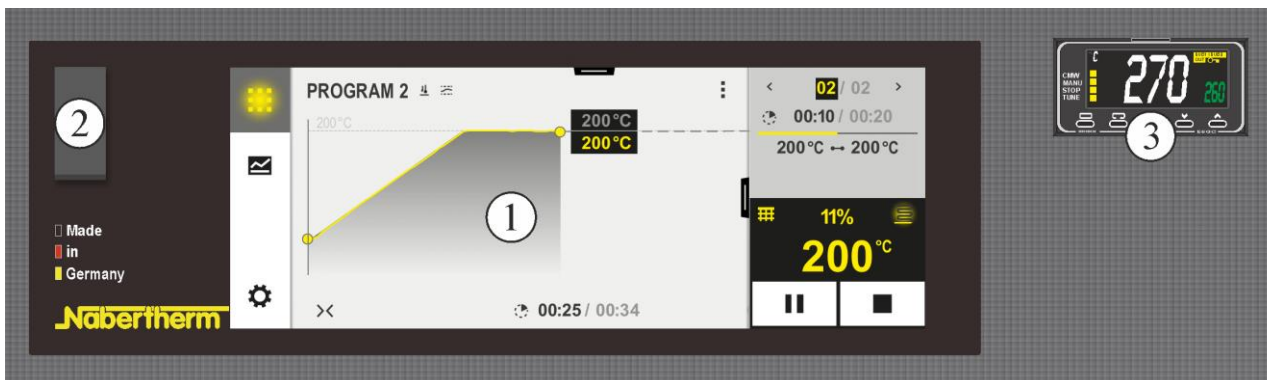 PROGRAM 2
200°C
200 °C
200 °C
02 / 02
00:10 / 00:20
200 °C ↔ 200 °C
11%
200 °C
00:25 / 00:34
Made
in
Germany
Nabertherm
1
2
3
C
270
260
CMW
MANU
STOP
TUNE